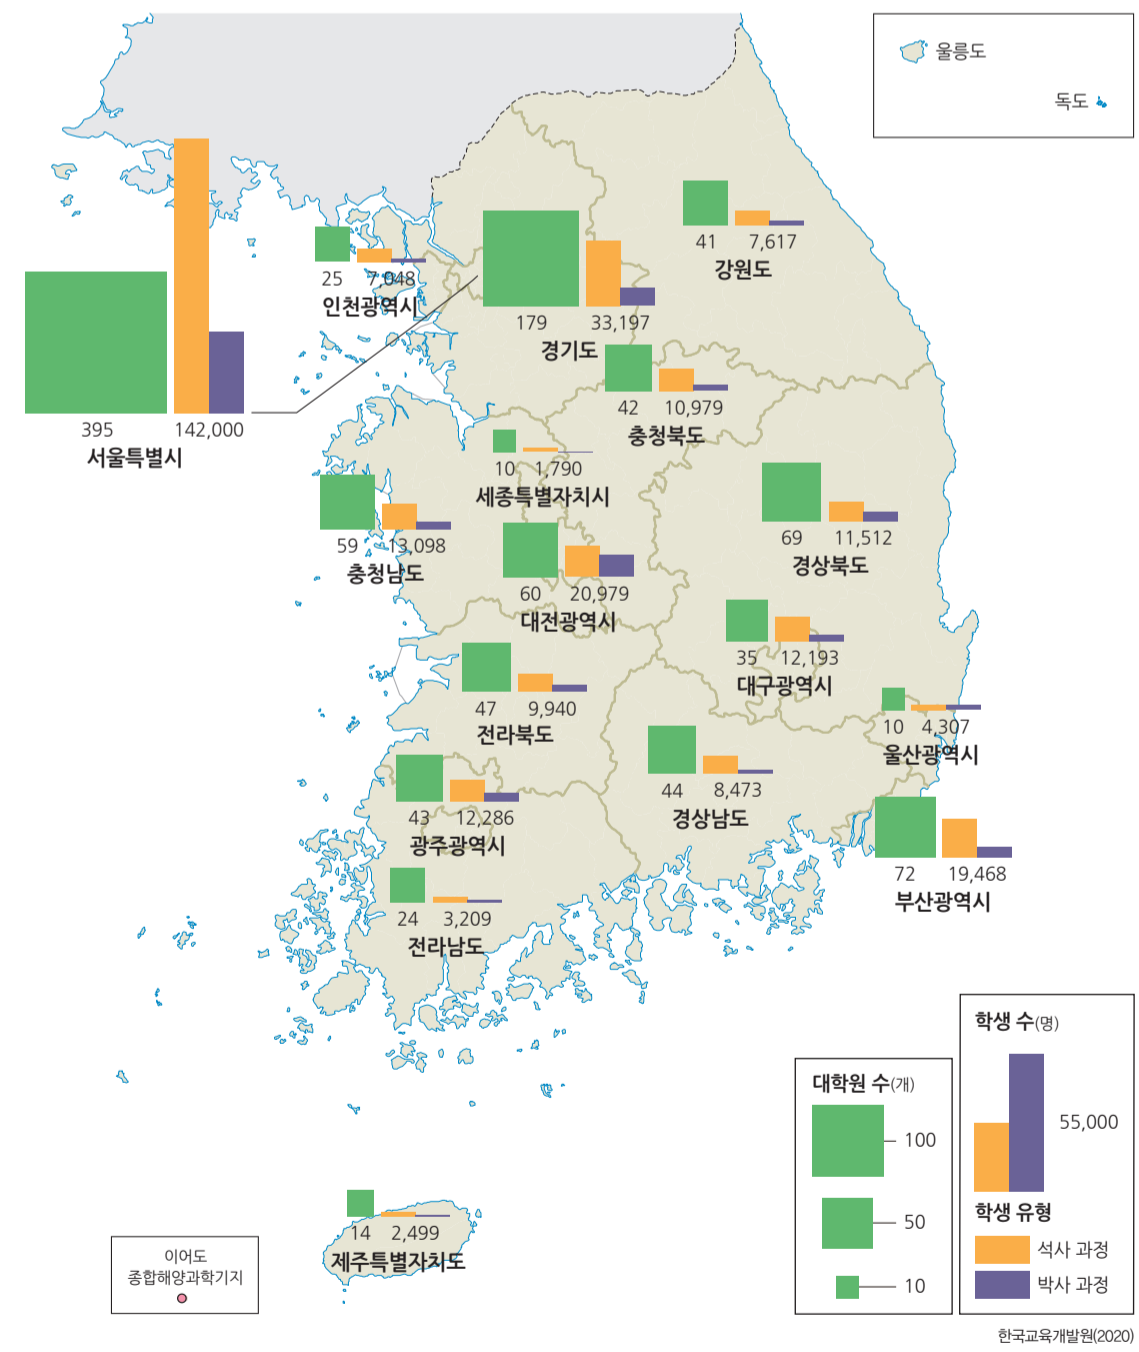 울릉도
독도
41 7,617
강원도
25 7,048
인천광역시
179 33,197
경기도
395 142,000
서울특별시
42 10,979
충청북도
10 1,790
세종특별자치시
59 13,098
충청남도
69 11,512
경상북도
60 20,979
대전광역시
35 12,193
대구광역시
47 9,940
전라북도
10 4,307
울산광역시
44 8,473
경상남도
43 12,286
광주광역시
72 19,468
부산광역시
24 3,209
전라남도
14 2,499
제주특별자치도
이어도
종합해양과학기지
대학원 수(개)
100
50
10
학생 수(명)
55,000
학생 유형
석사 과정
박사 과정
한국교육개발원(2020)